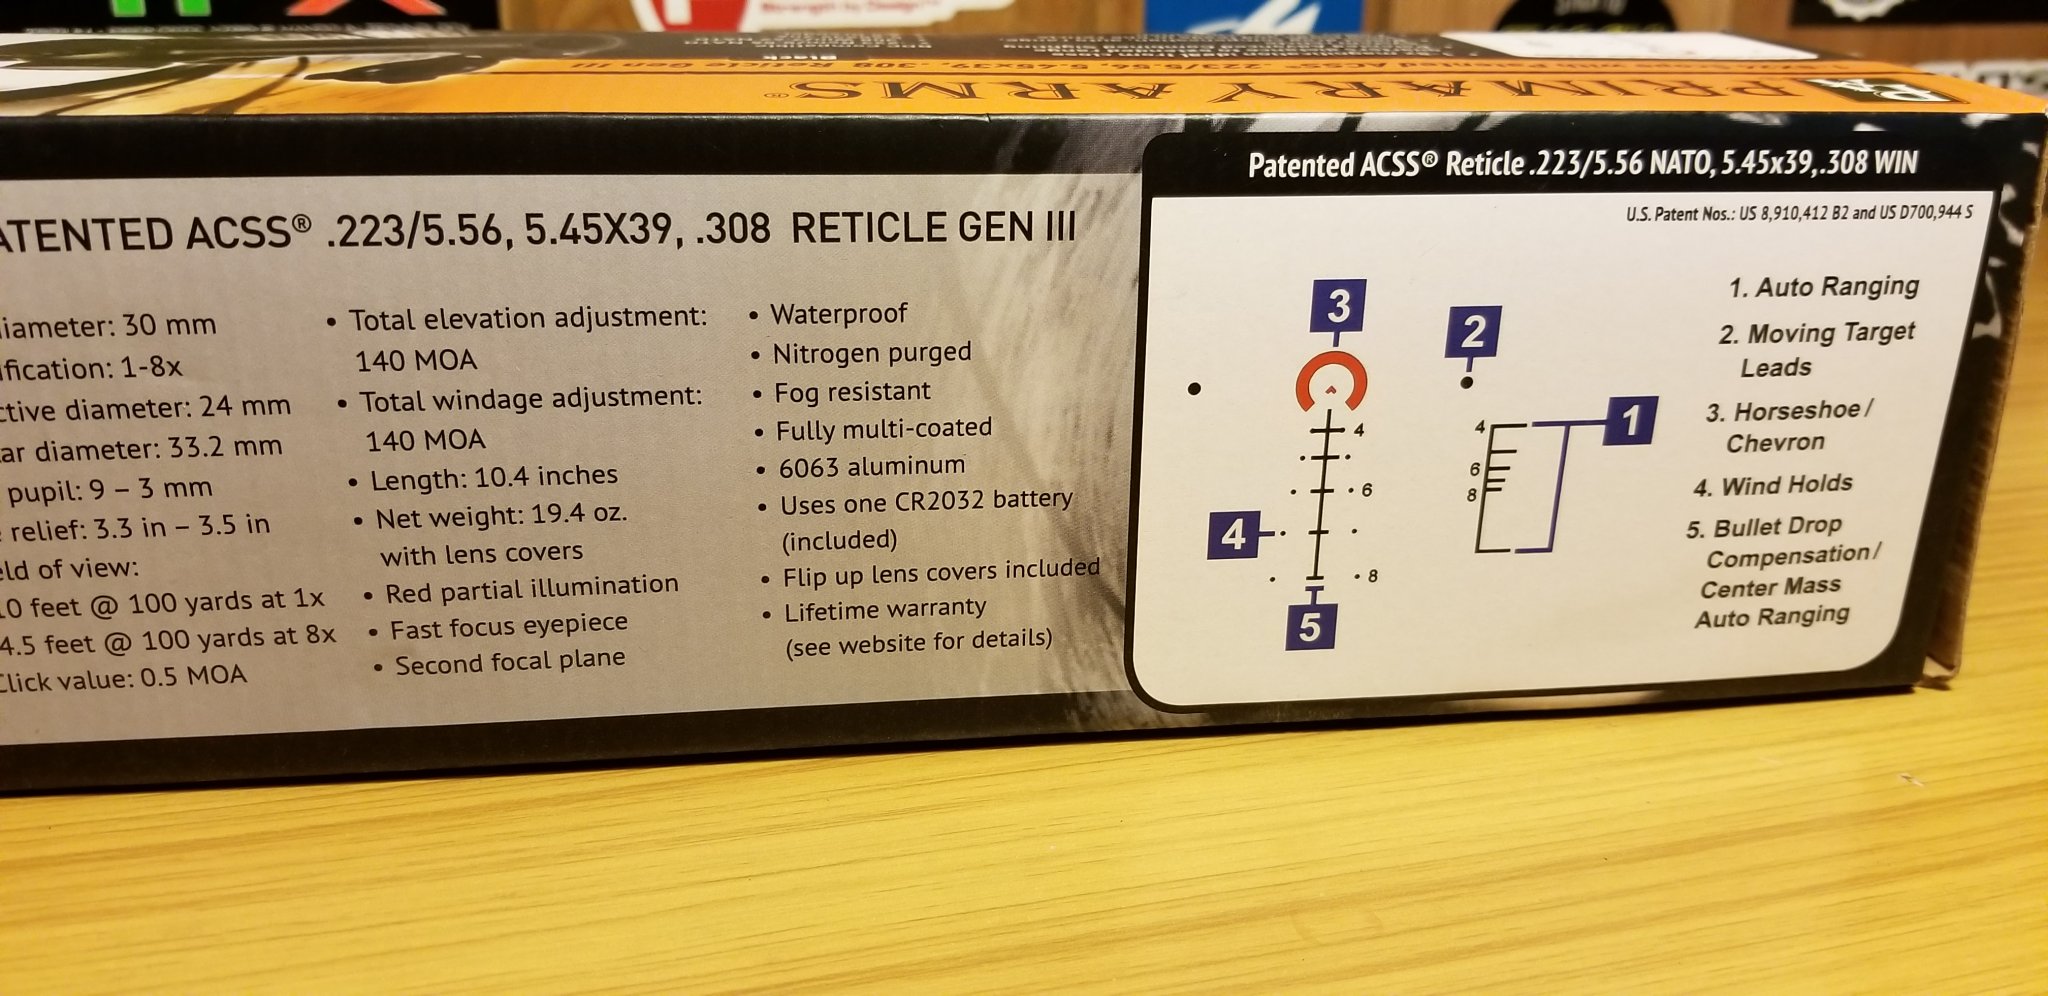 PRIMARY ARMS®
Black
Patented ACSS® Reticle .223/5.56 NATO, 5.45x39,.308 WIN
U.S. Patent Nos.: US 8,910,412 B2 and US D700,944 S
ATENTED ACSS® .223/5.56, 5.45X39, .308 RETICLE GEN III
iameter: 30 mm
fication: 1-8x
ctive diameter: 24 mm
ar diameter: 33.2 mm
pupil: 9 – 3 mm
relief: 3.3 in – 3.5 in
eld of view:
0 feet @ 100 yards at 1x
4.5 feet @ 100 yards at 8x
Click value: 0.5 MOA
• Total elevation adjustment:
140 MOA
• Total windage adjustment:
140 MOA
• Length: 10.4 inches
• Net weight: 19.4 oz.
with lens covers
• Red partial illumination
• Fast focus eyepiece
• Second focal plane
• Waterproof
• Nitrogen purged
• Fog resistant
• Fully multi-coated
• 6063 aluminum
• Uses one CR2032 battery
(included)
• Flip up lens covers included
• Lifetime warranty
(see website for details)
3
2
1
4
5
4
6
8
4
6
8
1. Auto Ranging
2. Moving Target
Leads
3. Horseshoe/
Chevron
4. Wind Holds
5. Bullet Drop
Compensation/
Center Mass
Auto Ranging